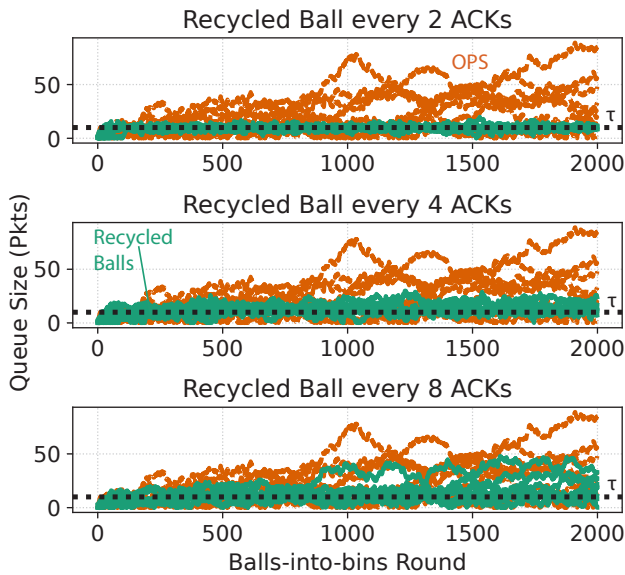 Recycled Ball every 2 ACKs
OPS
50
τ
0
0 500 1000 1500 2000
Recycled Ball every 4 ACKs
Recycled
Balls
50
τ
0
0 500 1000 1500 2000
Queue Size (Pkts)
Recycled Ball every 8 ACKs
50
τ
0
0 500 1000 1500 2000
Balls-into-bins Round